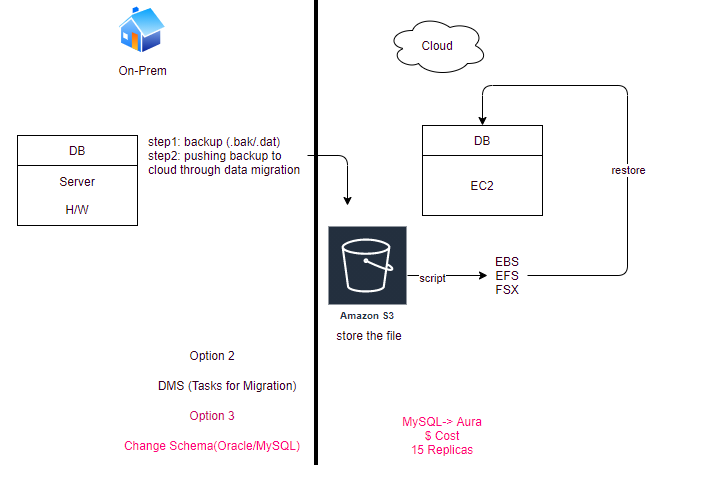 Cloud
On-Prem
DB
Server
H/W
step1: backup (.bak/.dat)
step2: pushing backup to
cloud through data migration
DB
EC2
restore
Amazon S3
store the file
script
EBS
EFS
FSX
Option 2
DMS (Tasks for Migration)
Option 3
Change Schema(Oracle/MySQL)
MySQL-> Aura
$ Cost
15 Replicas